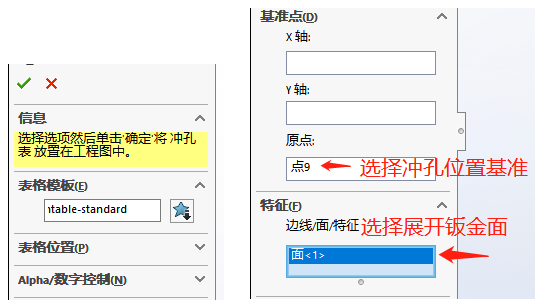 信息
选择选项然后单击'确定'将 冲孔
表 放置在工程图中。
表格模板(E)
ntable-standard
表格位置(P)
Alpha/数字控制(N)
基准点(D)
X 轴:
Y 轴:
原点:
点9
选择冲孔位置基准
特征(F)
边线/面/特征
选择展开钣金面
面<1>